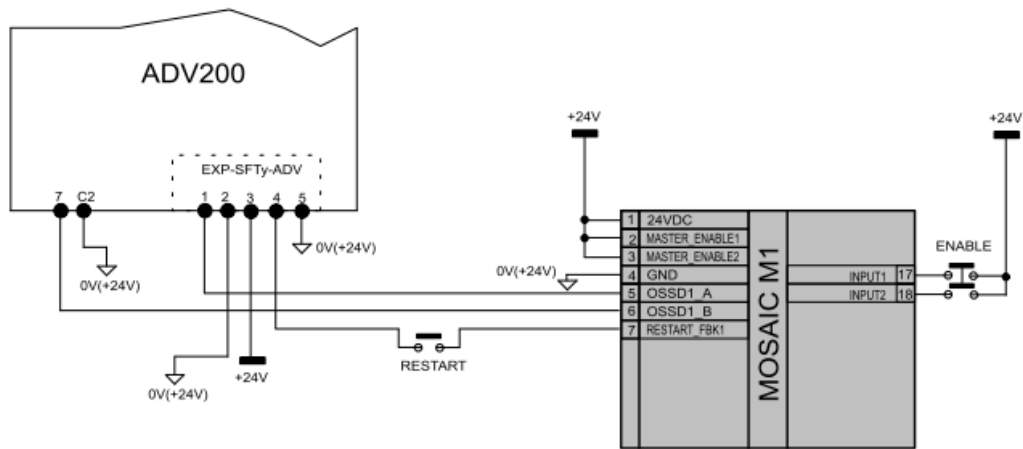 ADV200
EXP-SFTy-ADV
7 C2 1 2 3 4 5
0V(+24V)
0V(+24V)
0V(+24V)
+24V
RESTART
+24V
+24V
0V(+24V)
1 24VDC
2 MASTER_ENABLE1
3 MASTER_ENABLE2
4 GND
5 OSSD1_A
6 OSSD1_B
7 RESTART_FBK1
MOSAIC M1
INPUT1 17
INPUT2 18
ENABLE